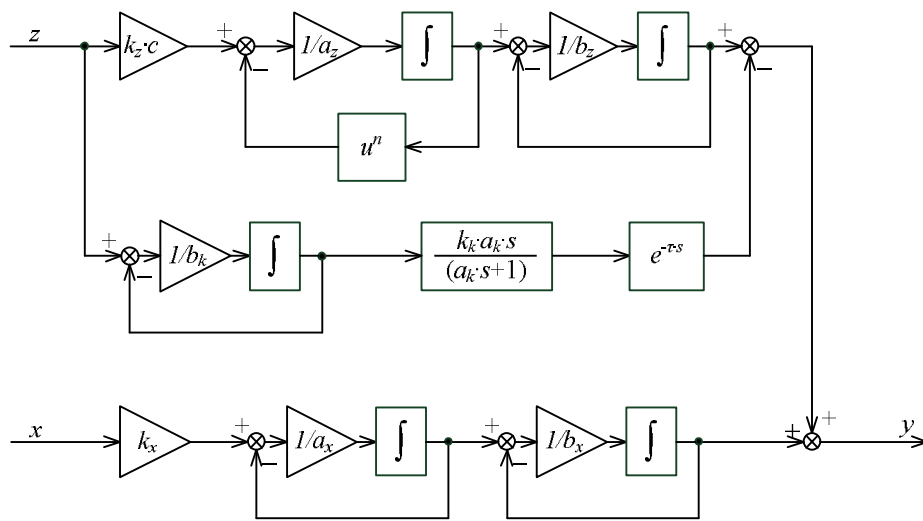 z
k_z·c
+
−
1/a_z
∫
+
−
1/b_z
∫
+
−
u^n
+
−
1/b_k
∫
k_k·a_k·s
(a_k·s+1)
e^{-τ·s}
x
k_x
+
−
1/a_x
∫
+
−
1/b_x
∫
+
+
y